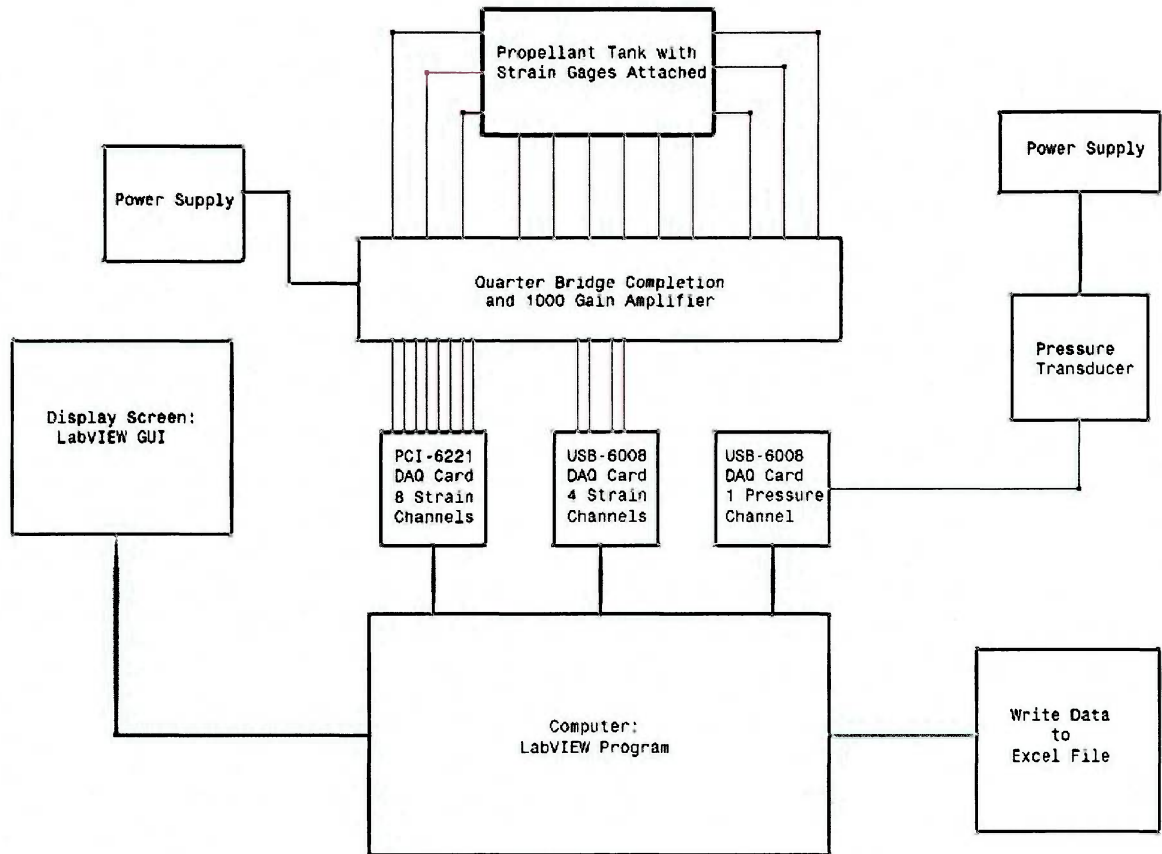 Propellant Tank with
Strain Gages Attached
Power Supply
Power Supply
Quarter Bridge Completion
and 1000 Gain Amplifier
Pressure
Transducer
Display Screen:
LabVIEW GUI
PCI-6221
DAQ Card
8 Strain
Channels
USB-6008
DAQ Card
4 Strain
Channels
USB-6008
DAQ Card
1 Pressure
Channel
Computer:
LabVIEW Program
Write Data
to
Excel File